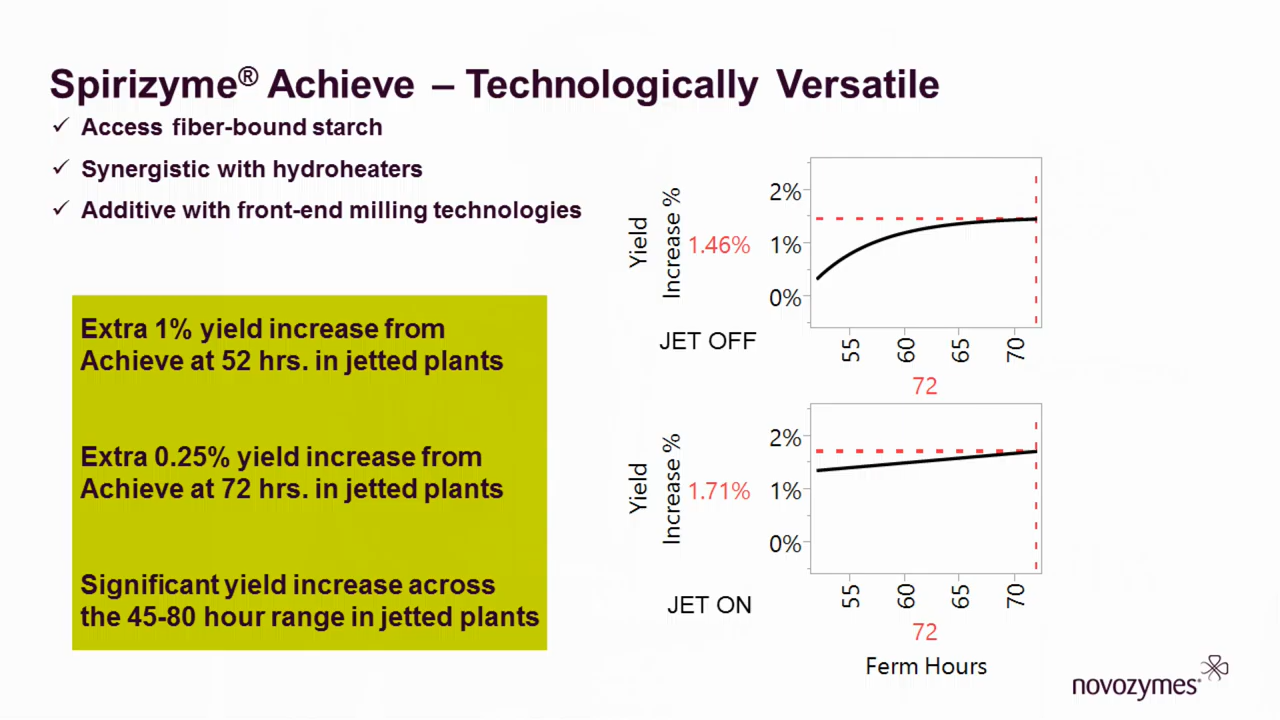 Spirizyme® Achieve – Technologically Versatile
✓ Access fiber-bound starch
✓ Synergistic with hydroheaters
✓ Additive with front-end milling technologies
Extra 1% yield increase from
Achieve at 52 hrs. in jetted plants
Extra 0.25% yield increase from
Achieve at 72 hrs. in jetted plants
Significant yield increase across
the 45-80 hour range in jetted plants
Yield
Increase %
1.46%
2%
1%
0%
JET OFF
55
60
65
70
72
Yield
Increase %
1.71%
2%
1%
0%
JET ON
55
60
65
70
72
Ferm Hours
novozymes®